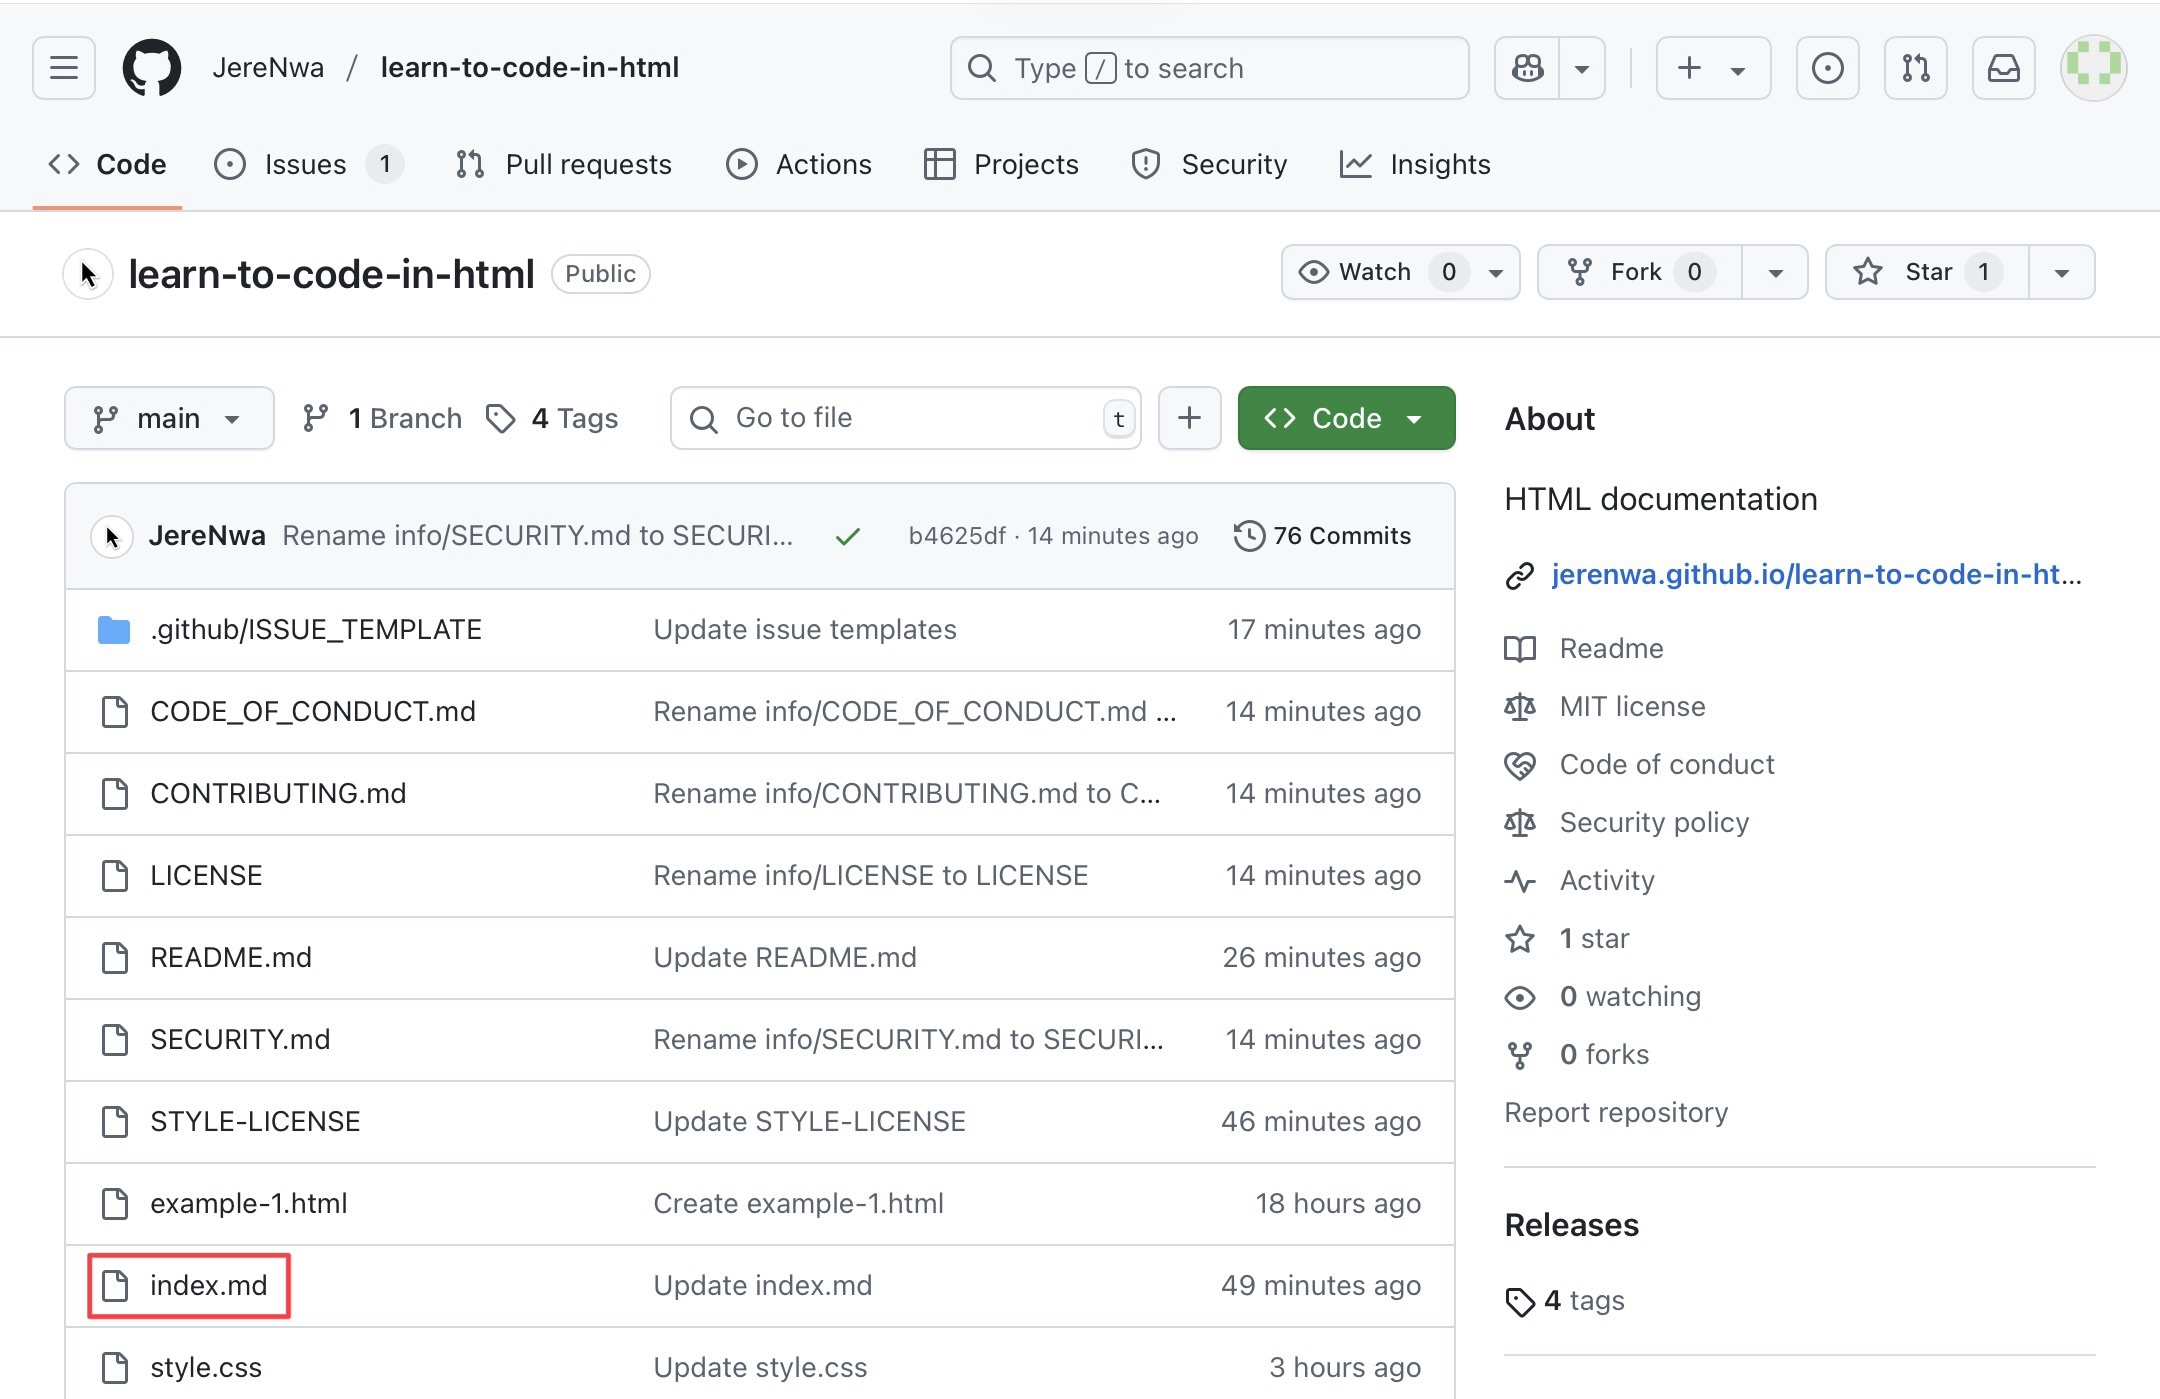 JereNwa / learn-to-code-in-html Type / to search
Code Issues 1 Pull requests Actions Projects Security Insights
learn-to-code-in-html Public Watch 0 Fork 0 Star 1
main 1 Branch 4 Tags Go to file t Code
JereNwa Rename info/SECURITY.md to SECURI... b4625df · 14 minutes ago 76 Commits
.github/ISSUE_TEMPLATE Update issue templates 17 minutes ago
CODE_OF_CONDUCT.md Rename info/CODE_OF_CONDUCT.md ... 14 minutes ago
CONTRIBUTING.md Rename info/CONTRIBUTING.md to C... 14 minutes ago
LICENSE Rename info/LICENSE to LICENSE 14 minutes ago
README.md Update README.md 26 minutes ago
SECURITY.md Rename info/SECURITY.md to SECURI... 14 minutes ago
STYLE-LICENSE Update STYLE-LICENSE 46 minutes ago
example-1.html Create example-1.html 18 hours ago
index.md Update index.md 49 minutes ago
style.css Update style.css 3 hours ago
About
HTML documentation
jerenwa.github.io/learn-to-code-in-ht...
Readme
MIT license
Code of conduct
Security policy
Activity
1 star
0 watching
0 forks
Report repository
Releases
4 tags